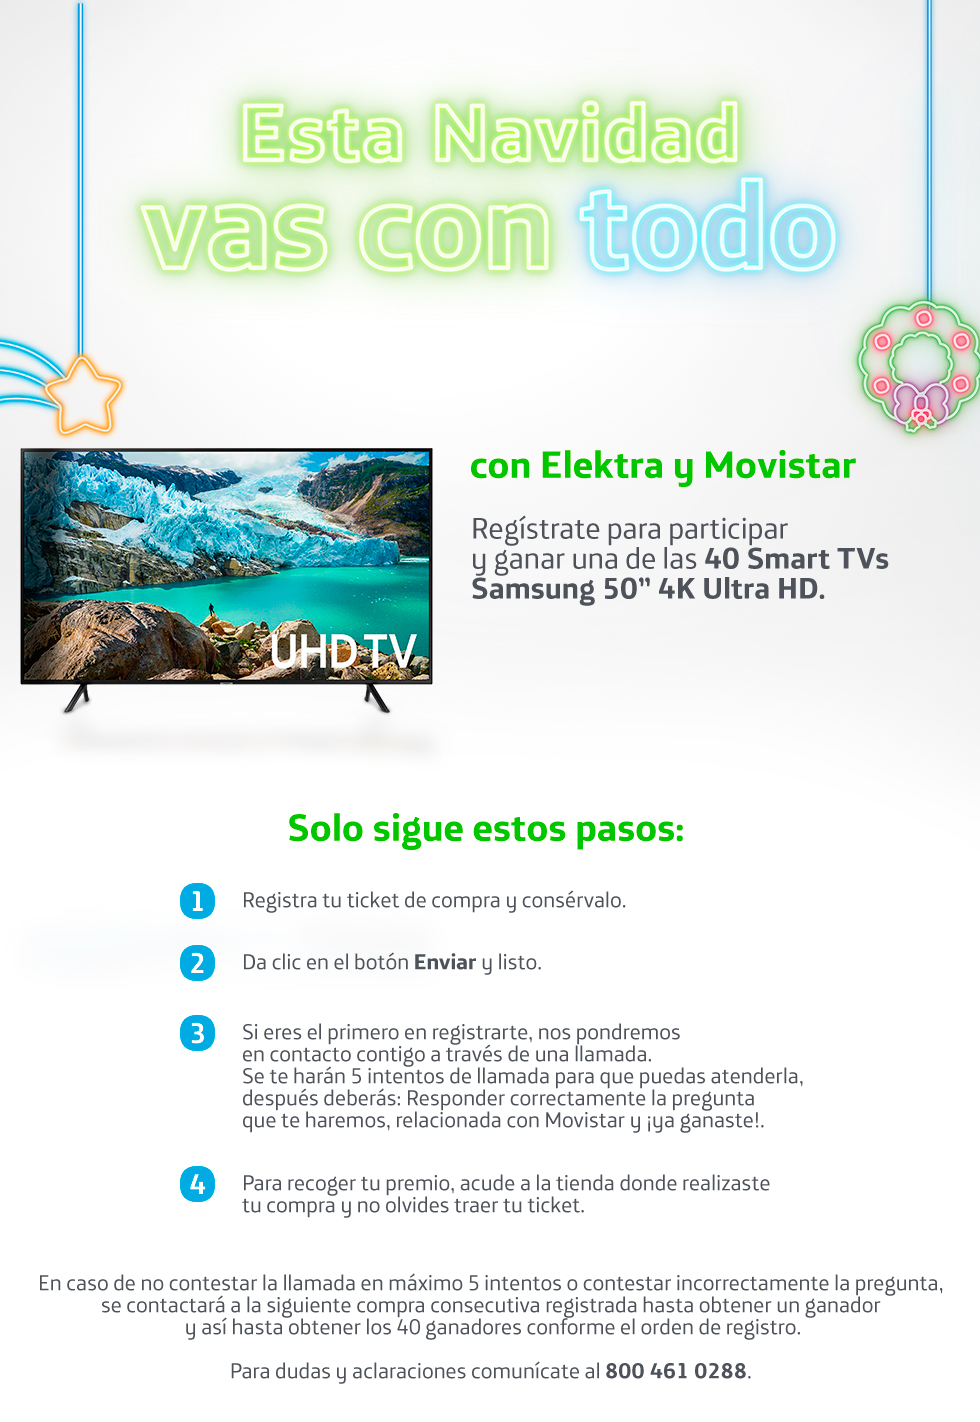 Esta Navidad
vas con todo
con Elektra y Movistar
Regístrate para participar
y ganar una de las 40 Smart TVs
Samsung 50” 4K Ultra HD.
UHD TV
Solo sigue estos pasos:
1 Registra tu ticket de compra y consérvalo.
2 Da clic en el botón Enviar y listo.
3 Si eres el primero en registrarte, nos pondremos
en contacto contigo a través de una llamada.
Se te harán 5 intentos de llamada para que puedas atenderla,
después deberás: Responder correctamente la pregunta
que te haremos, relacionada con Movistar y ¡ya ganaste!.
4 Para recoger tu premio, acude a la tienda donde realizaste
tu compra y no olvides traer tu ticket.
En caso de no contestar la llamada en máximo 5 intentos o contestar incorrectamente la pregunta,
se contactará a la siguiente compra consecutiva registrada hasta obtener un ganador
y así hasta obtener los 40 ganadores conforme el orden de registro.
Para dudas y aclaraciones comunícate al 800 461 0288.